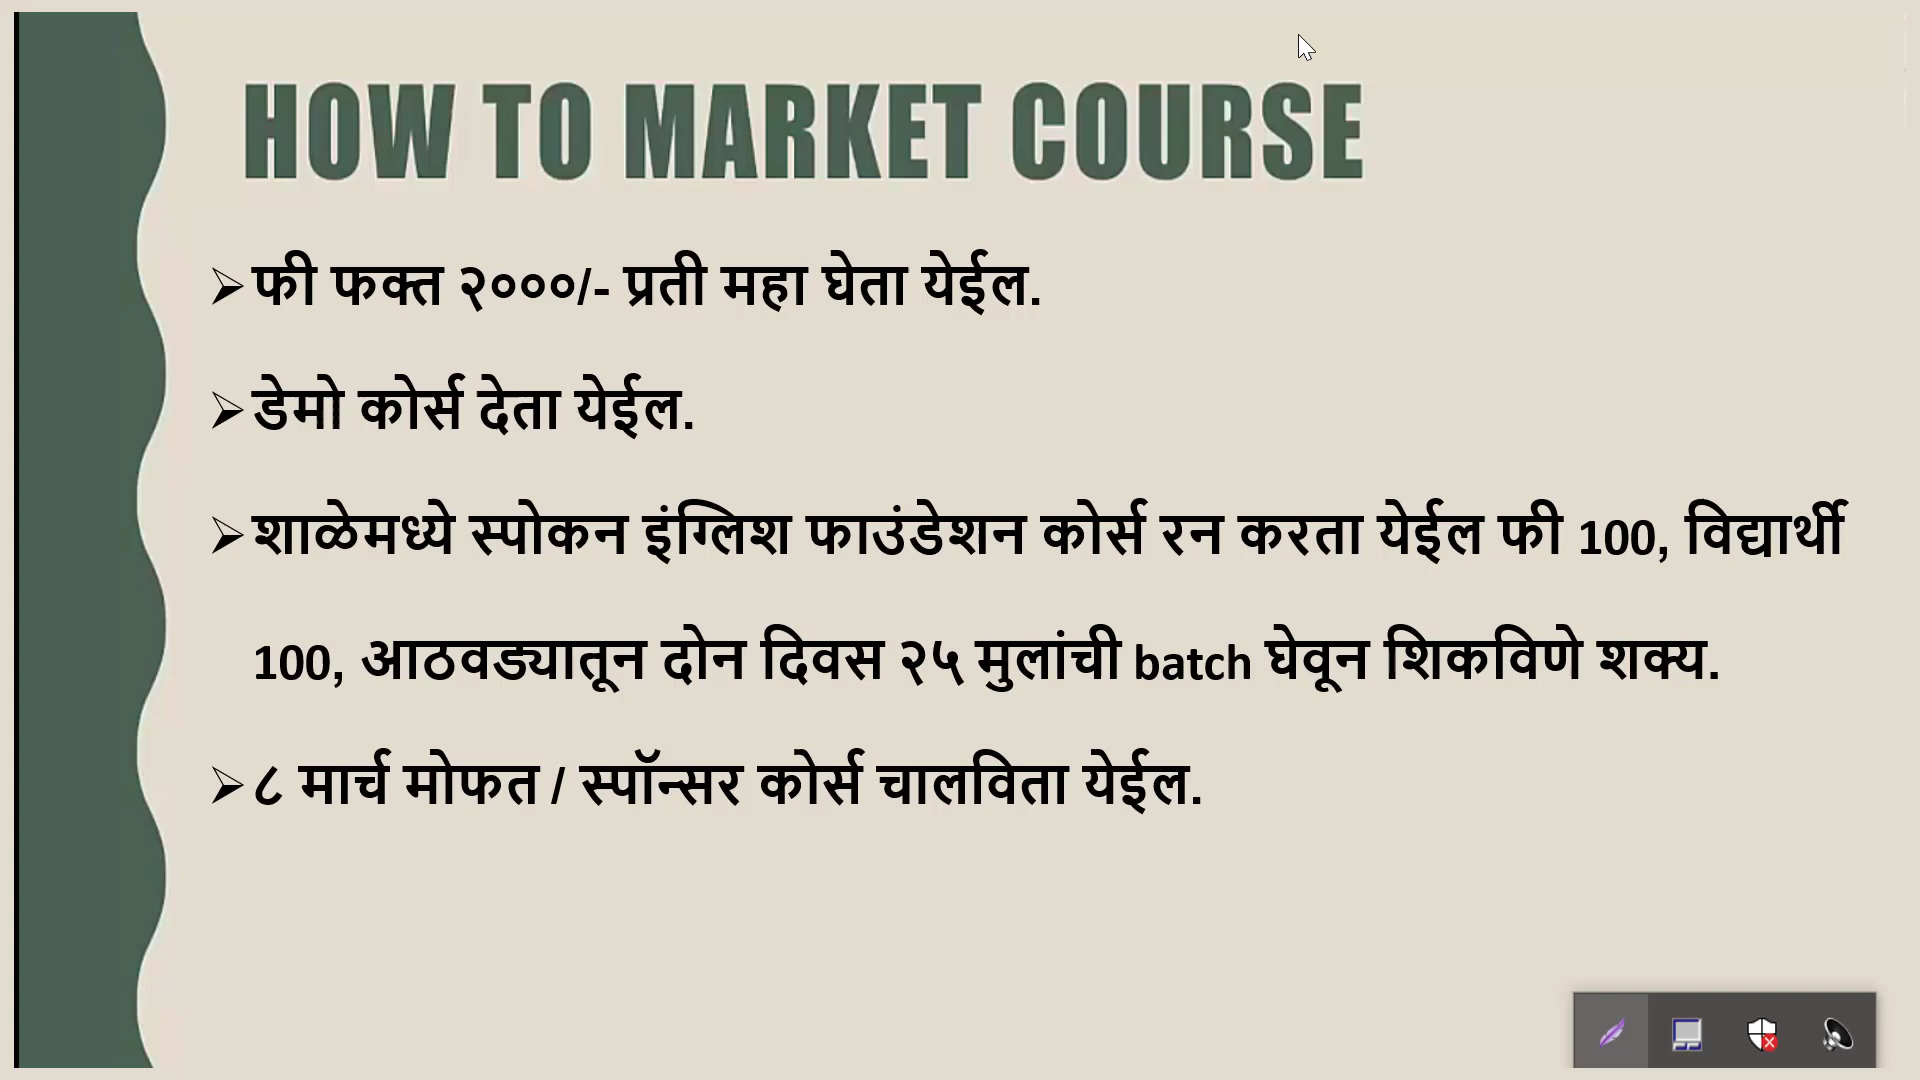 HOW TO MARKET COURSE
➢फी फक्त २०००/- प्रती महा घेता येईल.
➢डेमो कोर्स देता येईल.
➢शाळेमध्ये स्पोकन इंग्लिश फाउंडेशन कोर्स रन करता येईल फी 100, विद्यार्थी
100, आठवड्यातून दोन दिवस २५ मुलांची batch घेवून शिकविणे शक्य.
➢८ मार्च मोफत / स्पॉन्सर कोर्स चालविता येईल.